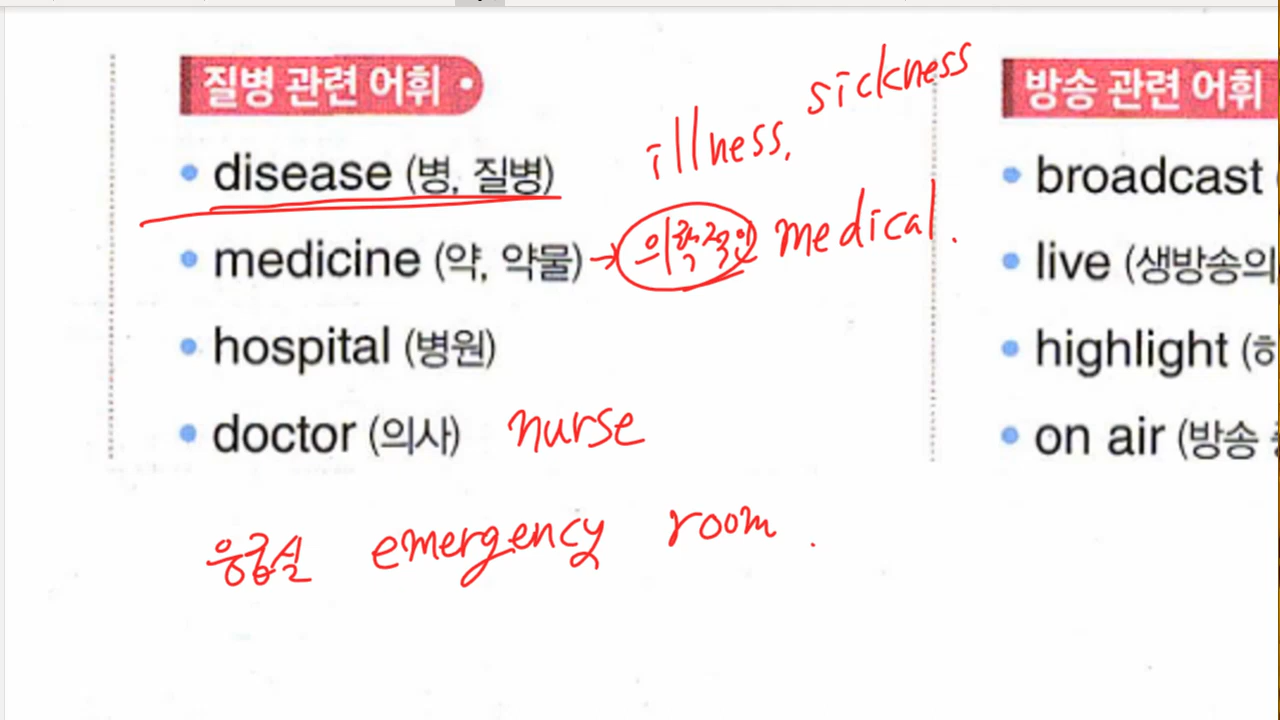 질병 관련 어휘
sickness
illness,
disease (병, 질병)
medicine (약, 약물) → 의학적인 medical.
hospital (병원)
doctor (의사) nurse
응급실 emergency room.
방송 관련 어휘
broadcast (
live (생방송의
highlight (하
on air (방송 중